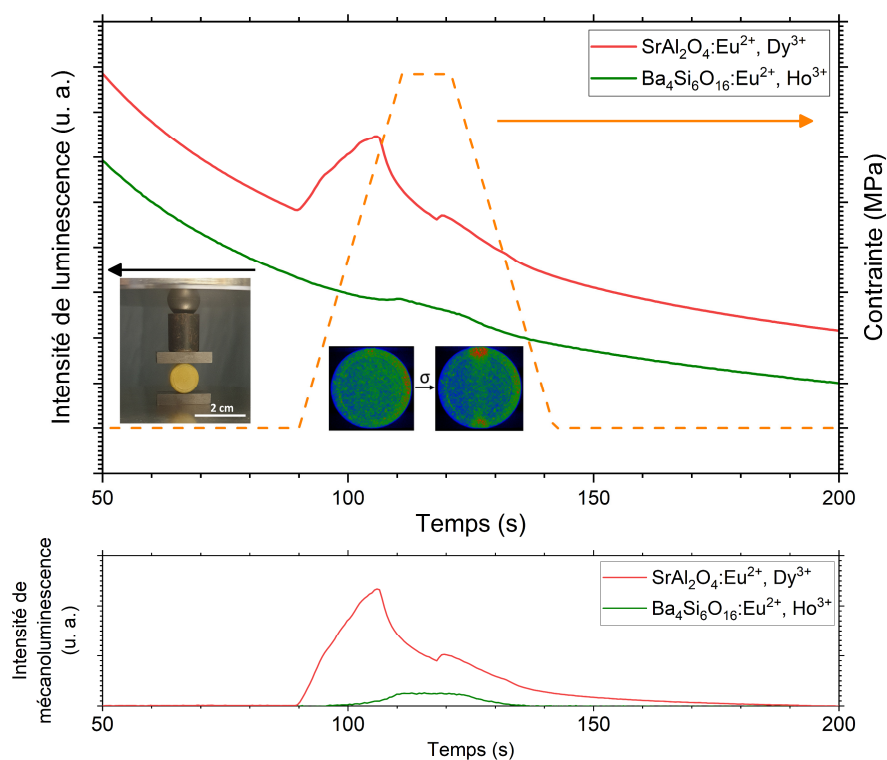 SrAl₂O₄:Eu²⁺, Dy³⁺
Ba₄Si₆O₁₆:Eu²⁺, Ho³⁺
Intensité de luminescence (u. a.)
Contrainte (MPa)
2 cm
σ
50 100 150 200
Temps (s)
Intensité de
mécanoluminescence
(u. a.)
SrAl₂O₄:Eu²⁺, Dy³⁺
Ba₄Si₆O₁₆:Eu²⁺, Ho³⁺
50 100 150 200
Temps (s)